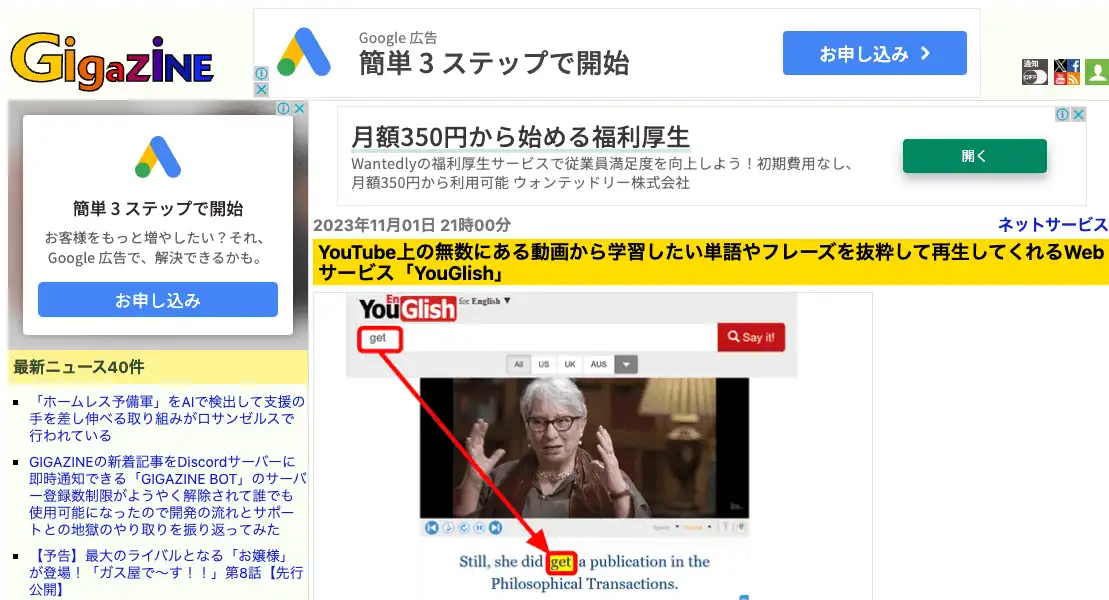 GIGAZINE
Google 広告
簡単 3 ステップで開始
お申し込み
通知
OFF
簡単 3 ステップで開始
お客様をもっと増やしたい？それ、
Google 広告で、解決できるかも。
お申し込み
月額350円から始める福利厚生
Wantedlyの福利厚生サービスで従業員満足度を向上しよう！初期費用なし、
月額350円から利用可能 ウォンテッドリー株式会社
開く
最新ニュース40件
「ホームレス予備軍」をAIで検出して支援の
手を差し伸べる取り組みがロサンゼルスで
行われている
GIGAZINEの新着記事をDiscordサーバーに
即時通知できる「GIGAZINE BOT」のサーバ
ー登録数制限がようやく解除されて誰でも
使用可能になったので開発の流れとサポー
トとの地獄のやり取りを振り返ってみた
【予告】最大のライバルとなる「お嬢様」
が登場！「ガス屋で〜す！！」第8話【先行
公開】
2023年11月01日 21時00分
ネットサービス
YouTube上の無数にある動画から学習したい単語やフレーズを抜粋して再生してくれるWeb
サービス「YouGlish」
YouEnGlish for English ▼
get
Say it!
All US UK AUS
Still, she did get a publication in the
Philosophical Transactions.